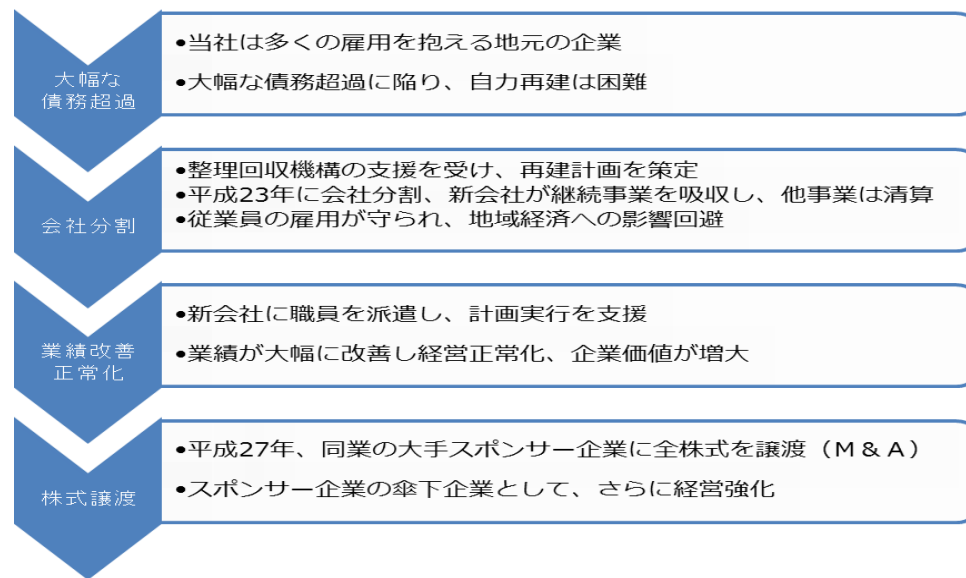 大幅な
債務超過
•当社は多くの雇用を抱える地元の企業
•大幅な債務超過に陥り、自力再建は困難
会社分割
•整理回収機構の支援を受け、再建計画を策定
•平成23年に会社分割、新会社が継続事業を吸収し、他事業は清算
•従業員の雇用が守られ、地域経済への影響回避
業績改善
正常化
•新会社に職員を派遣し、計画実行を支援
•業績が大幅に改善し経営正常化、企業価値が増大
株式譲渡
•平成27年、同業の大手スポンサー企業に全株式を譲渡（M＆A）
•スポンサー企業の傘下企業として、さらに経営強化